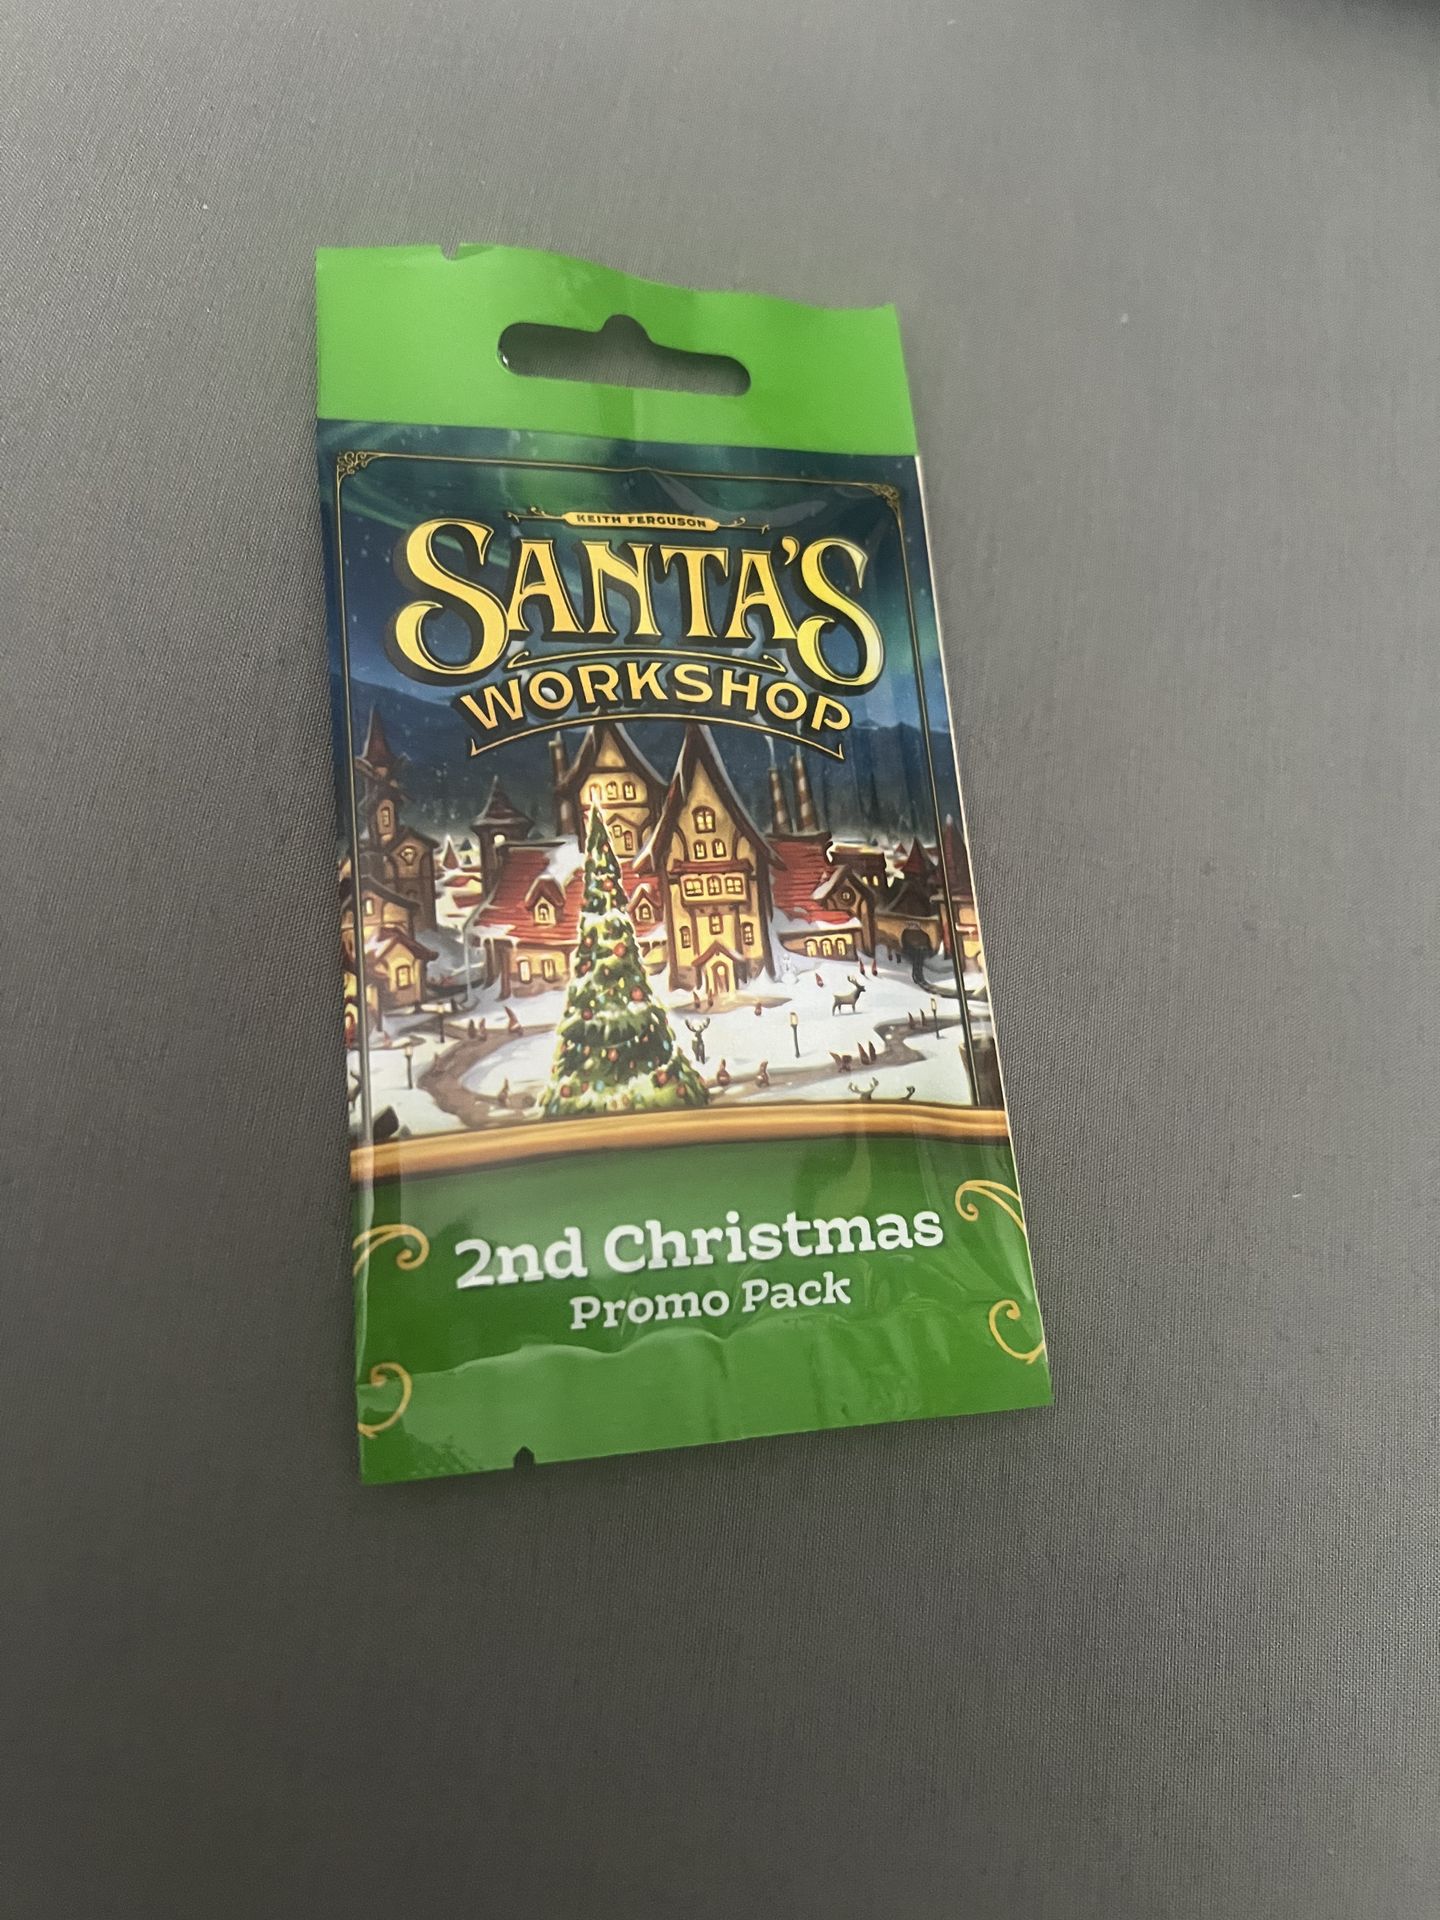 KEITH FERGUSON
SANTA'S
WORKSHOP
2nd Christmas
Promo Pack